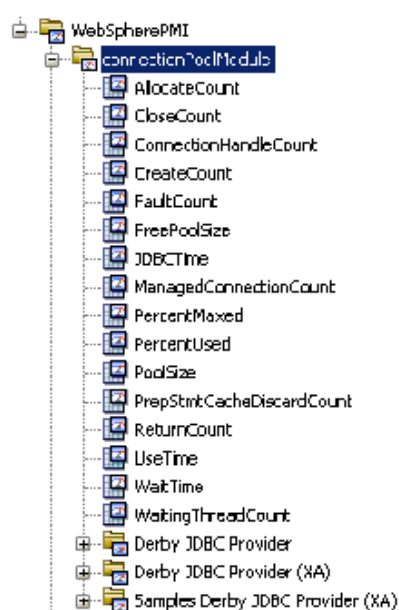 WebSpherePMI
connectionPoolModule
AllocateCount
CloseCount
ConnectionHandleCount
CreateCount
FaultCount
FreePoolSize
JDBCTime
ManagedConnectionCount
PercentMaxed
PercentUsed
PoolSize
PrepStmtCacheDiscardCount
ReturnCount
UseTime
WaitTime
WaitingThreadCount
Derby JDBC Provider
Derby JDBC Provider (XA)
Samples Derby JDBC Provider (XA)